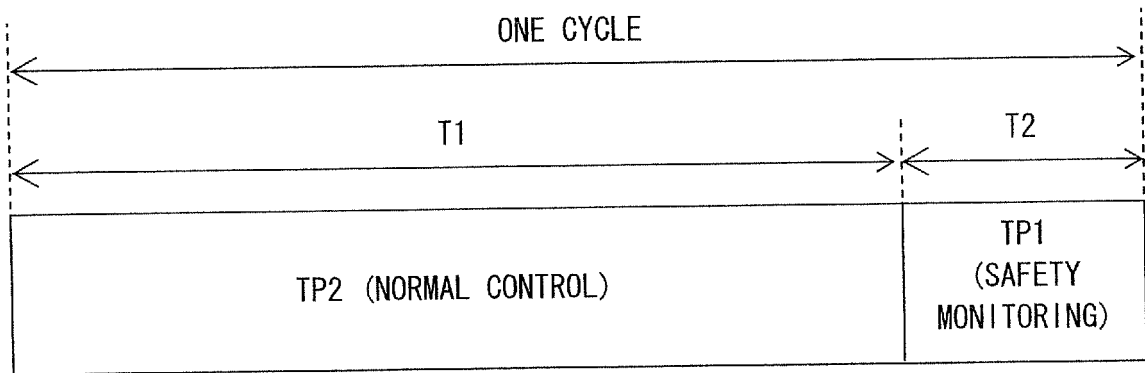 ONE CYCLE
T1
T2
TP2 (NORMAL CONTROL)
TP1
(SAFETY
MONITORING)